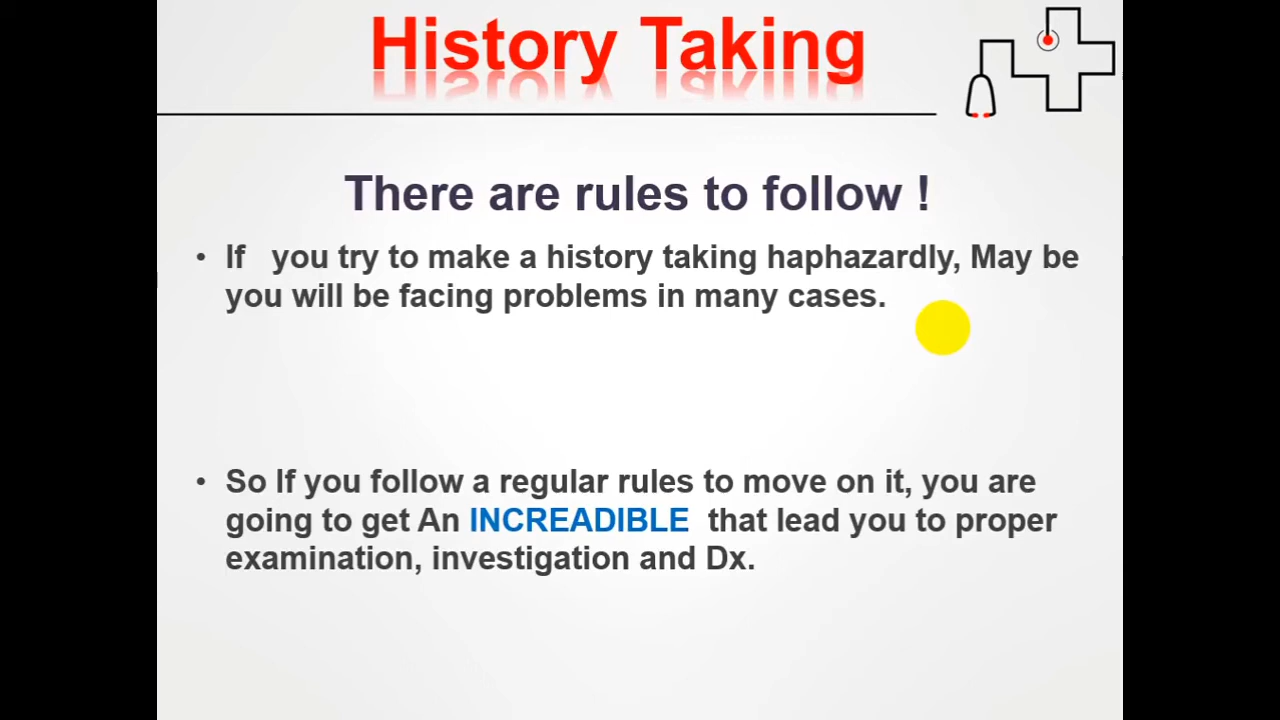 History Taking
There are rules to follow !
• If you try to make a history taking haphazardly, May be
you will be facing problems in many cases.
• So If you follow a regular rules to move on it, you are
going to get An INCREADIBLE that lead you to proper
examination, investigation and Dx.